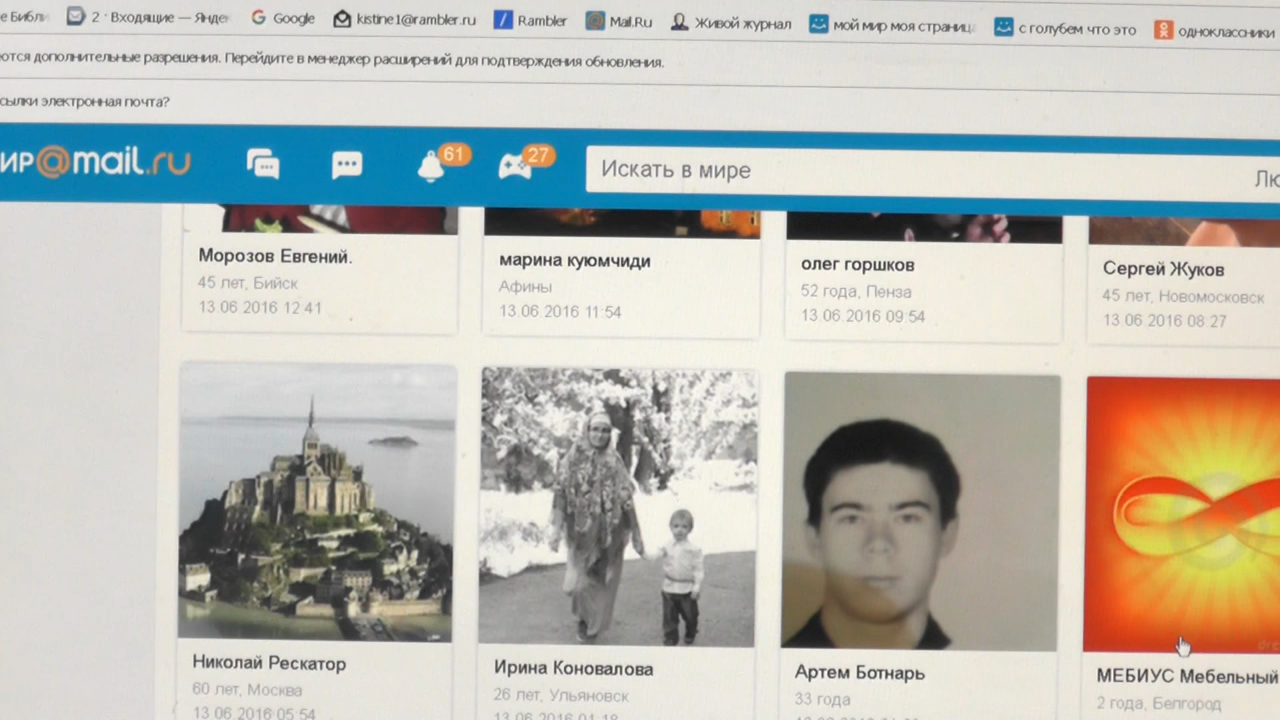 2 · Входящие — Янде
Google
kistine1@rambler.ru
Rambler
Mail.Ru
Живой журнал
мой мир моя страниц
с голубем что это
одноклассники
дополнительные разрешения. Перейдите в менеджер расширений для подтверждения обновления.
электронная почта?
ир@mail.ru
61
27
Искать в мире
Морозов Евгений.
45 лет, Бийск
13.06.2016 12:41
марина куюмчиди
Афины
13.06.2016 11:54
олег горшков
52 года, Пенза
13.06.2016 09:54
Сергей Жуков
45 лет, Новомосковск
13.06.2016 08:27
Николай Рескатор
60 лет, Москва
13.06.2016 05:54
Ирина Коновалова
26 лет, Ульяновск
13.06.2016 01:18
Артем Ботнарь
33 года
МЕБИУС Мебельный
2 года, Белгород